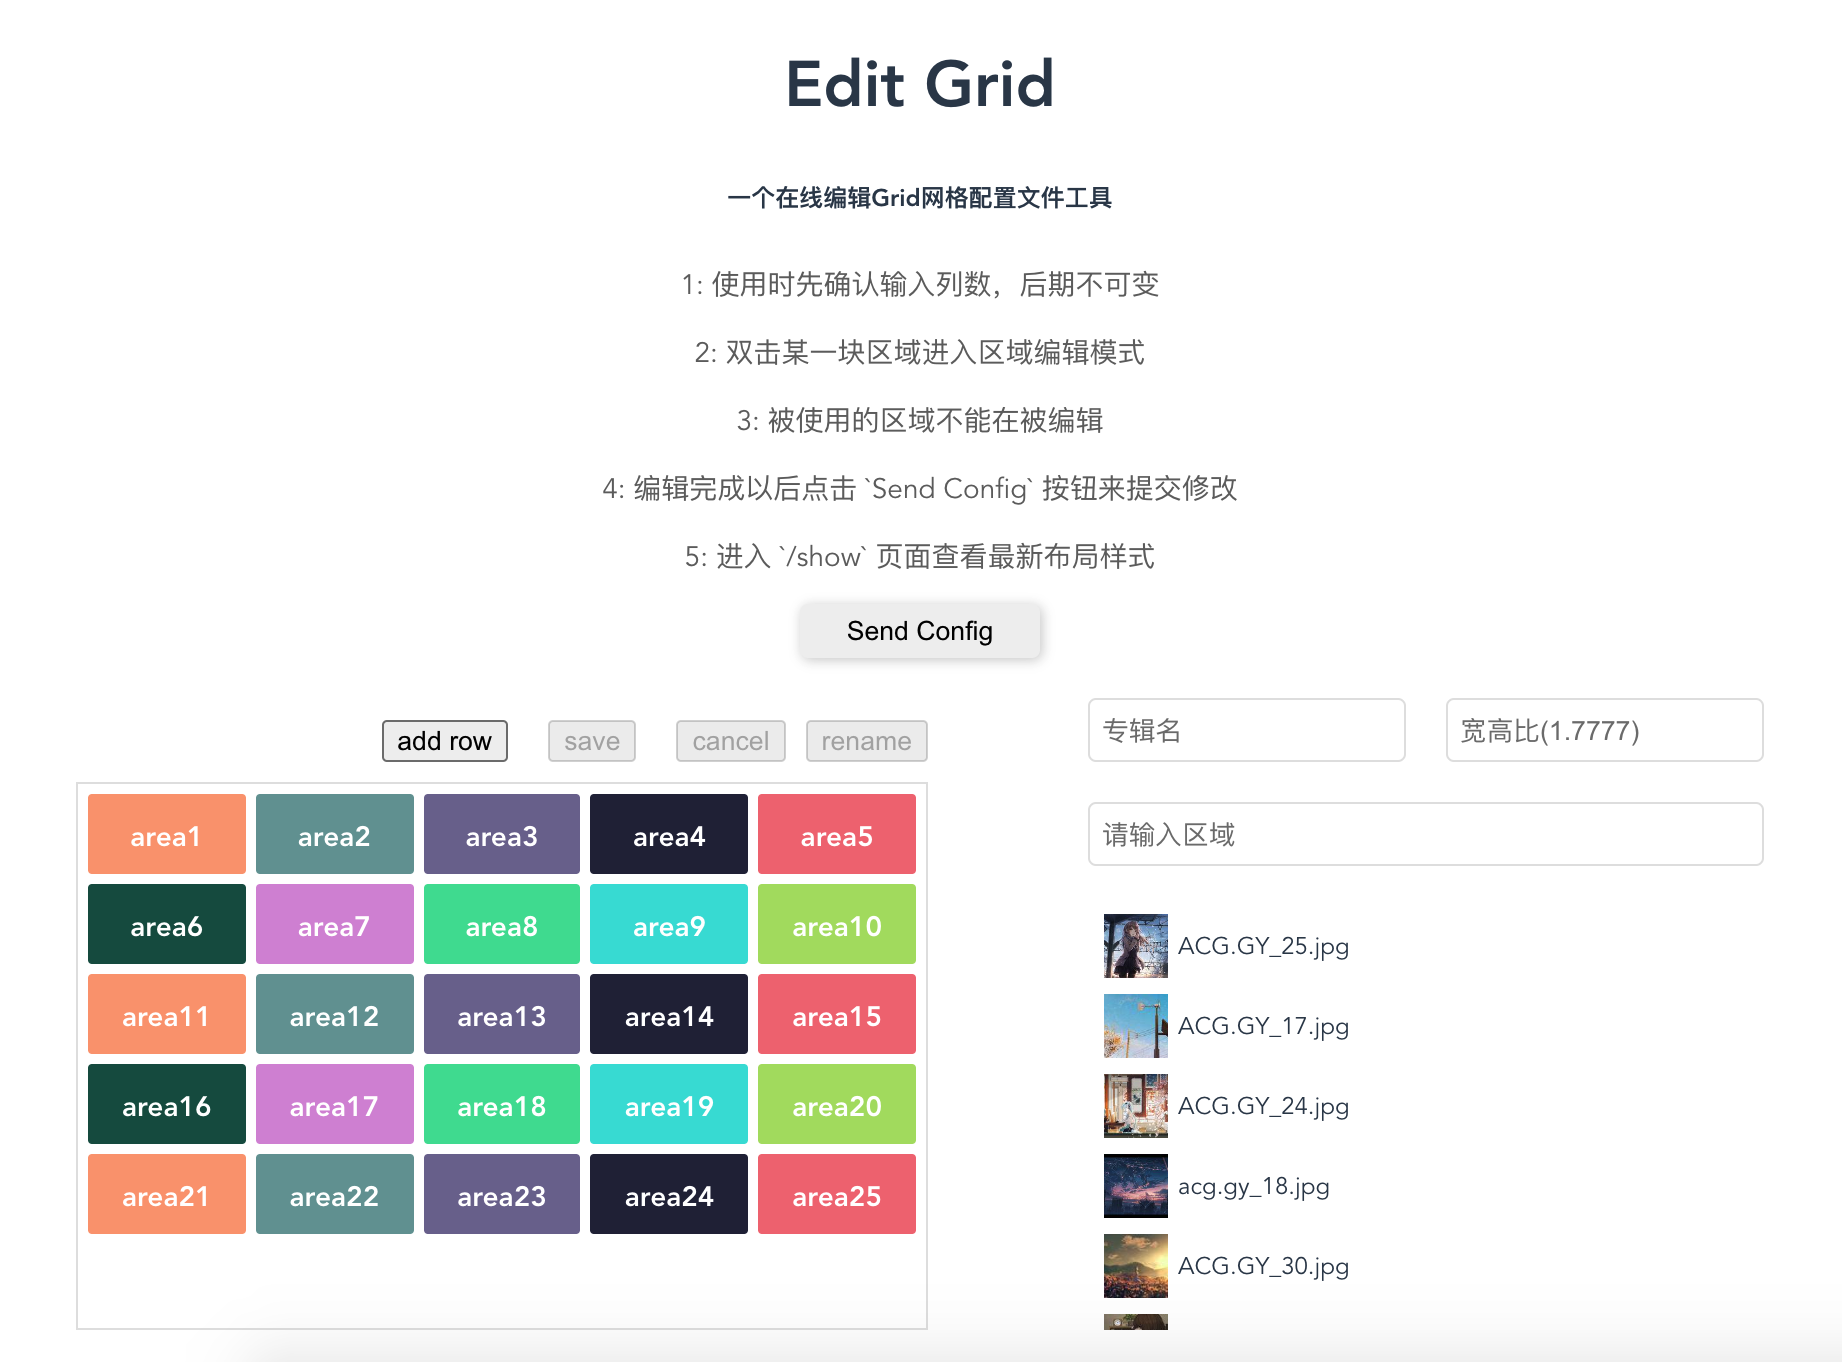 Edit Grid
一个在线编辑Grid网格配置文件工具
1: 使用时先确认输入列数，后期不可变
2: 双击某一块区域进入区域编辑模式
3: 被使用的区域不能在被编辑
4: 编辑完成以后点击 `Send Config` 按钮来提交修改
5: 进入 `/show` 页面查看最新布局样式
Send Config
add row save cancel rename
area1 area2 area3 area4 area5
area6 area7 area8 area9 area10
area11 area12 area13 area14 area15
area16 area17 area18 area19 area20
area21 area22 area23 area24 area25
专辑名 宽高比(1.7777)
请输入区域
ACG.GY_25.jpg
ACG.GY_17.jpg
ACG.GY_24.jpg
acg.gy_18.jpg
ACG.GY_30.jpg